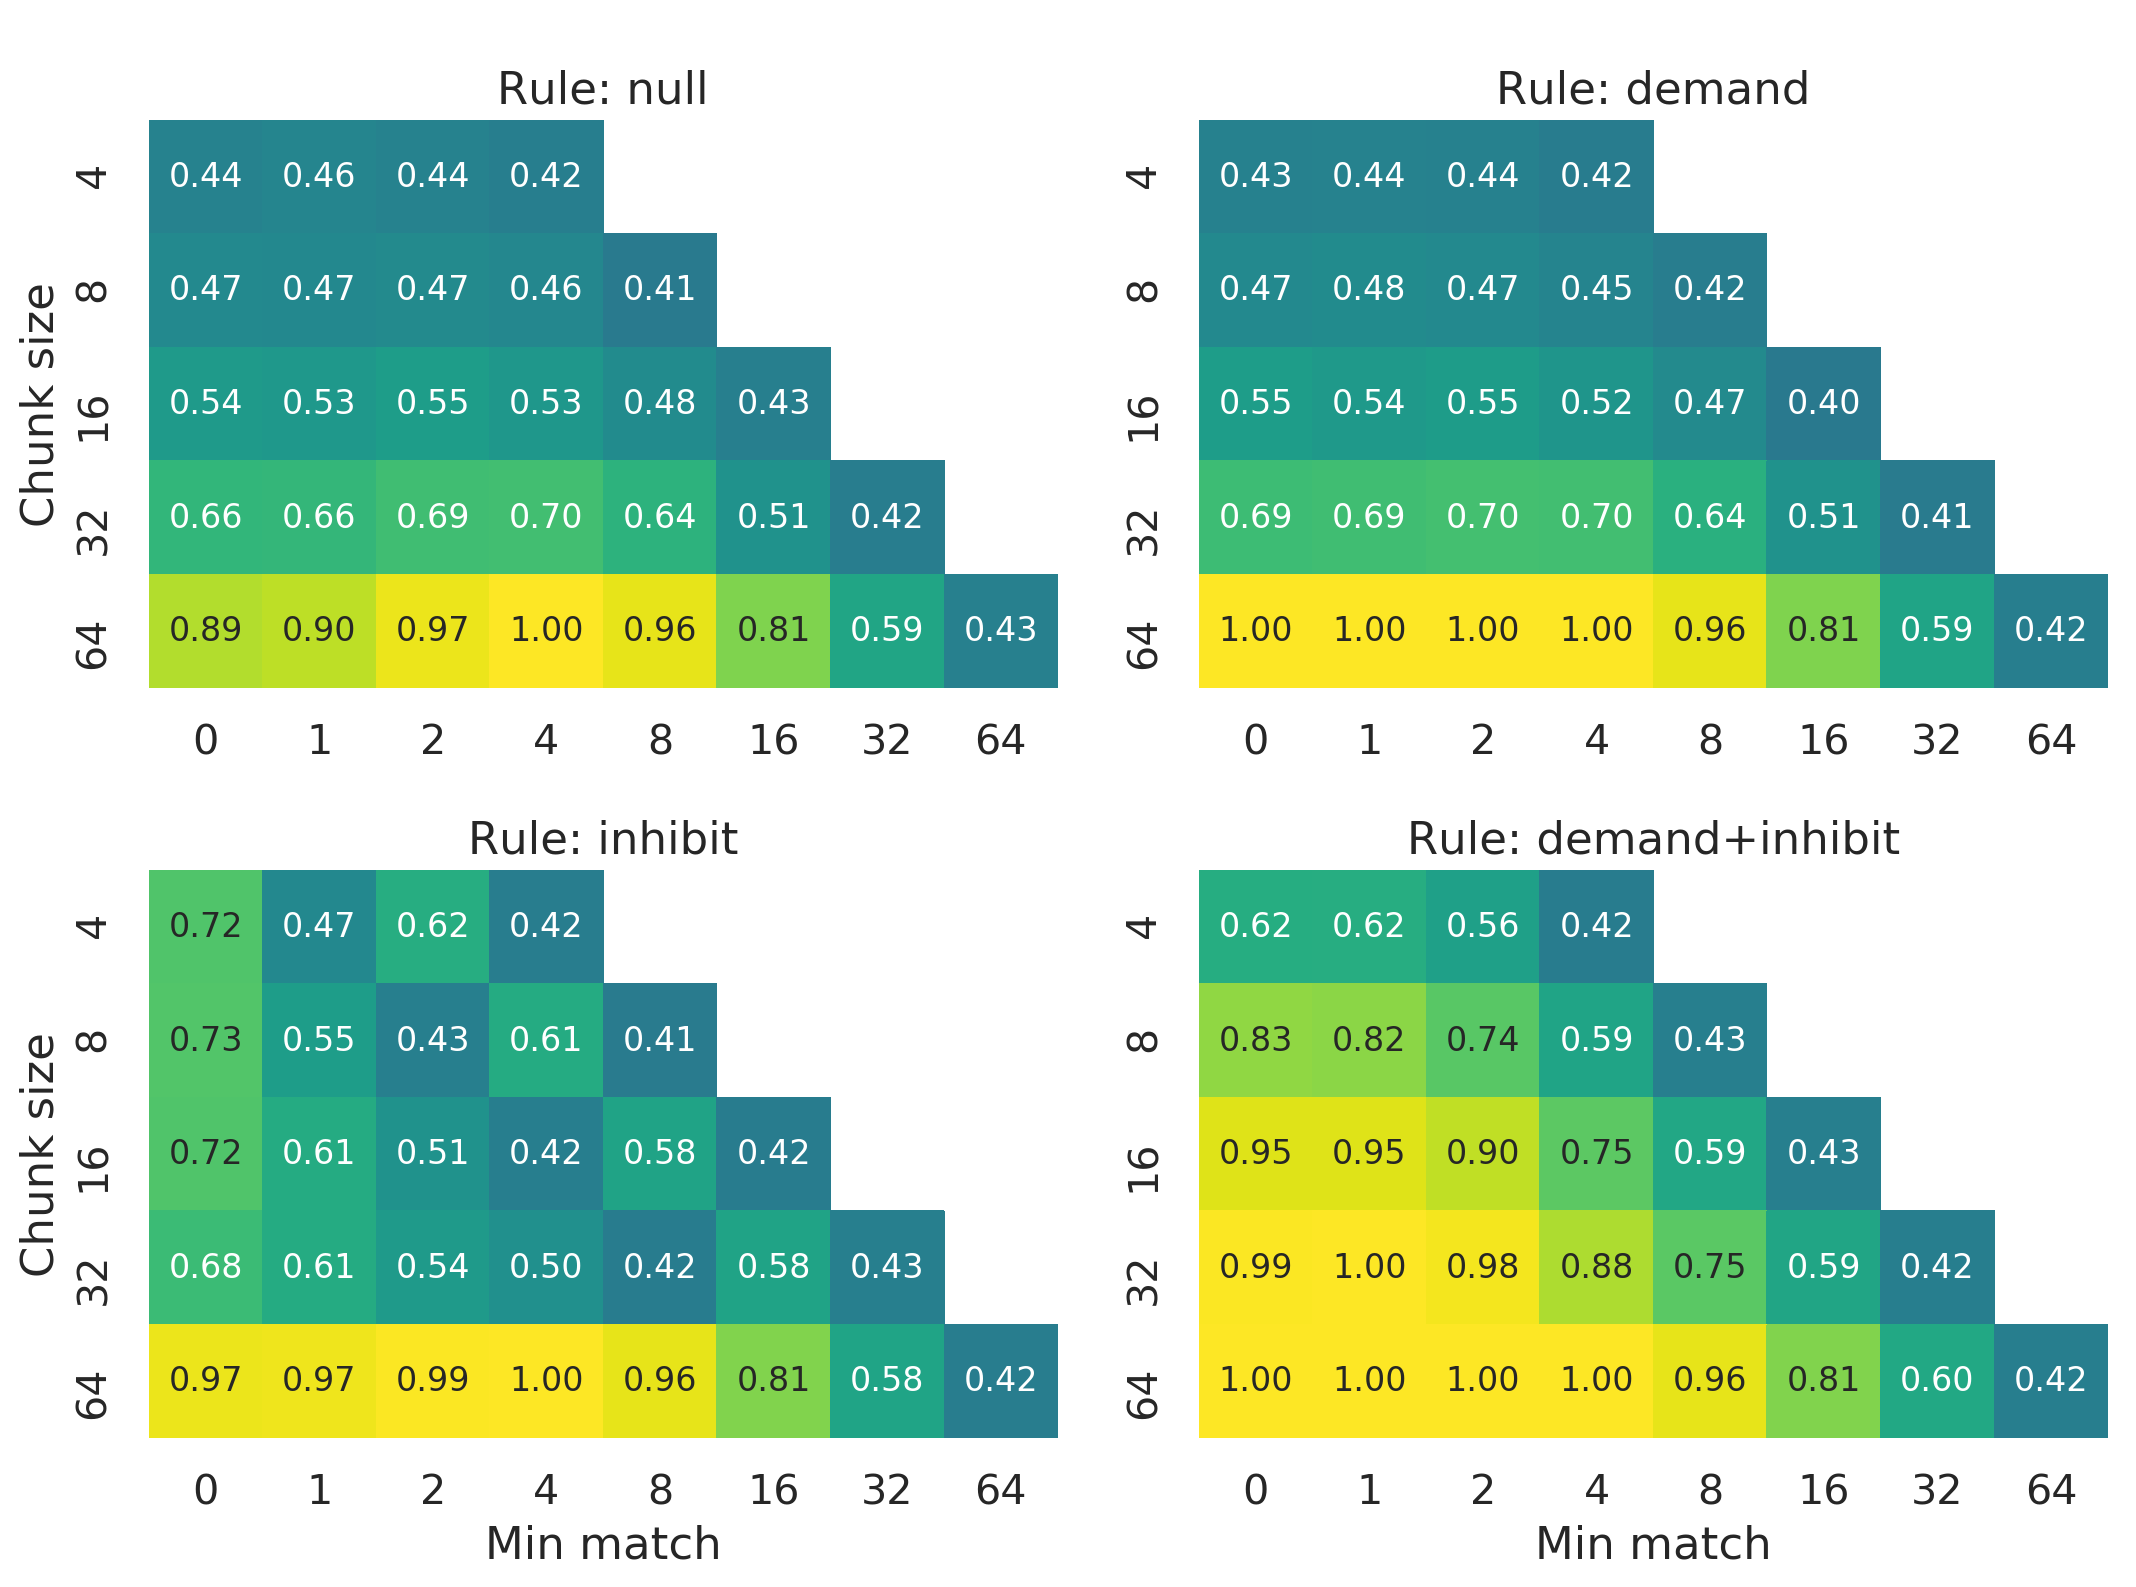 Rule: null
Chunk size
4 0.44 0.46 0.44 0.42
8 0.47 0.47 0.47 0.46 0.41
16 0.54 0.53 0.55 0.53 0.48 0.43
32 0.66 0.66 0.69 0.70 0.64 0.51 0.42
64 0.89 0.90 0.97 1.00 0.96 0.81 0.59 0.43
0 1 2 4 8 16 32 64
Rule: demand
4 0.43 0.44 0.44 0.42
8 0.47 0.48 0.47 0.45 0.42
16 0.55 0.54 0.55 0.52 0.47 0.40
32 0.69 0.69 0.70 0.70 0.64 0.51 0.41
64 1.00 1.00 1.00 1.00 0.96 0.81 0.59 0.42
0 1 2 4 8 16 32 64
Rule: inhibit
Chunk size
4 0.72 0.47 0.62 0.42
8 0.73 0.55 0.43 0.61 0.41
16 0.72 0.61 0.51 0.42 0.58 0.42
32 0.68 0.61 0.54 0.50 0.42 0.58 0.43
64 0.97 0.97 0.99 1.00 0.96 0.81 0.58 0.42
0 1 2 4 8 16 32 64
Min match
Rule: demand+inhibit
4 0.62 0.62 0.56 0.42
8 0.83 0.82 0.74 0.59 0.43
16 0.95 0.95 0.90 0.75 0.59 0.43
32 0.99 1.00 0.98 0.88 0.75 0.59 0.42
64 1.00 1.00 1.00 1.00 0.96 0.81 0.60 0.42
0 1 2 4 8 16 32 64
Min match